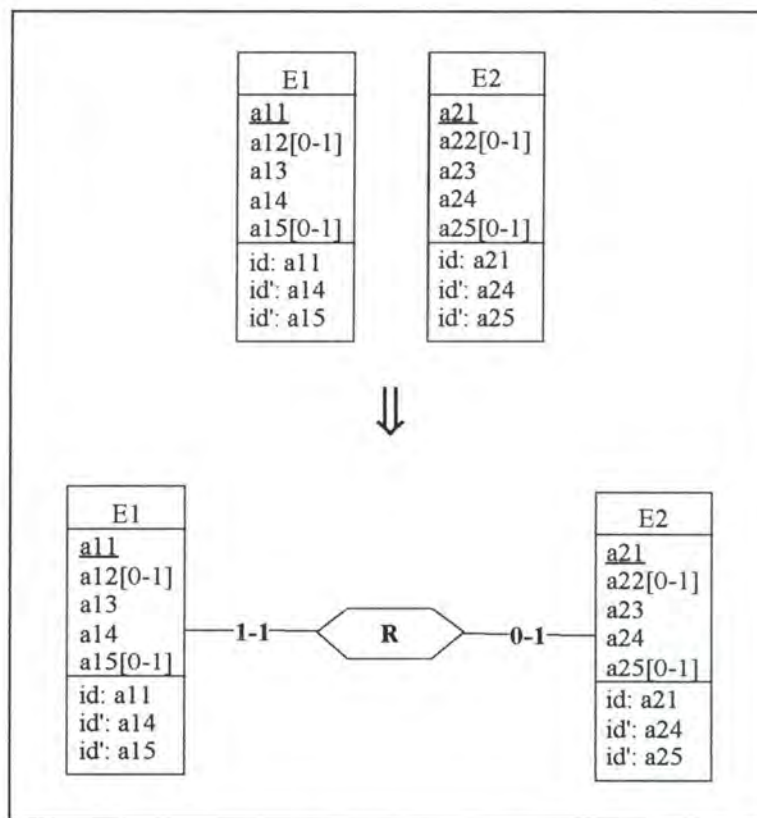 E1
a11
a12[0-1]
a13
a14
a15[0-1]
id: a11
id': a14
id': a15
E2
a21
a22[0-1]
a23
a24
a25[0-1]
id: a21
id': a24
id': a25
⇓
E1
a11
a12[0-1]
a13
a14
a15[0-1]
id: a11
id': a14
id': a15
1-1
R
0-1
E2
a21
a22[0-1]
a23
a24
a25[0-1]
id: a21
id': a24
id': a25